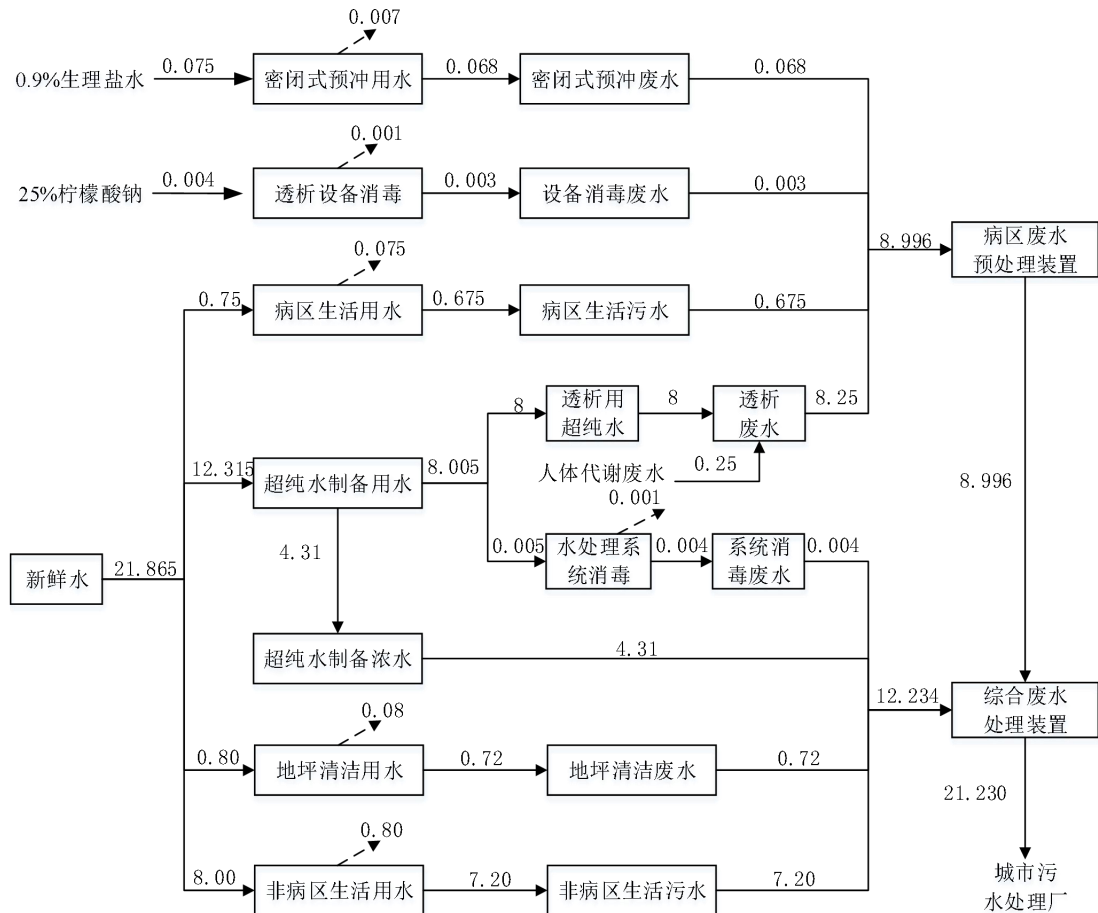 0.007
0.9%生理盐水
0.075
密闭式预冲用水
0.068
密闭式预冲废水
0.068
0.001
25%柠檬酸钠
0.004
透析设备消毒
0.003
设备消毒废水
0.003
8.996
病区废水
预处理装置
0.075
0.75
病区生活用水
0.675
病区生活污水
0.675
8
透析用
超纯水
8
透析
废水
8.25
12.315
超纯水制备用水
8.005
人体代谢废水
0.25
8.996
0.001
4.31
0.005
水处理系
统消毒
0.004
系统消
毒废水
0.004
新鲜水
21.865
超纯水制备浓水
4.31
12.234
综合废水
处理装置
0.08
0.80
地坪清洁用水
0.72
地坪清洁废水
0.72
21.230
0.80
8.00
非病区生活用水
7.20
非病区生活污水
7.20
城市污
水处理厂